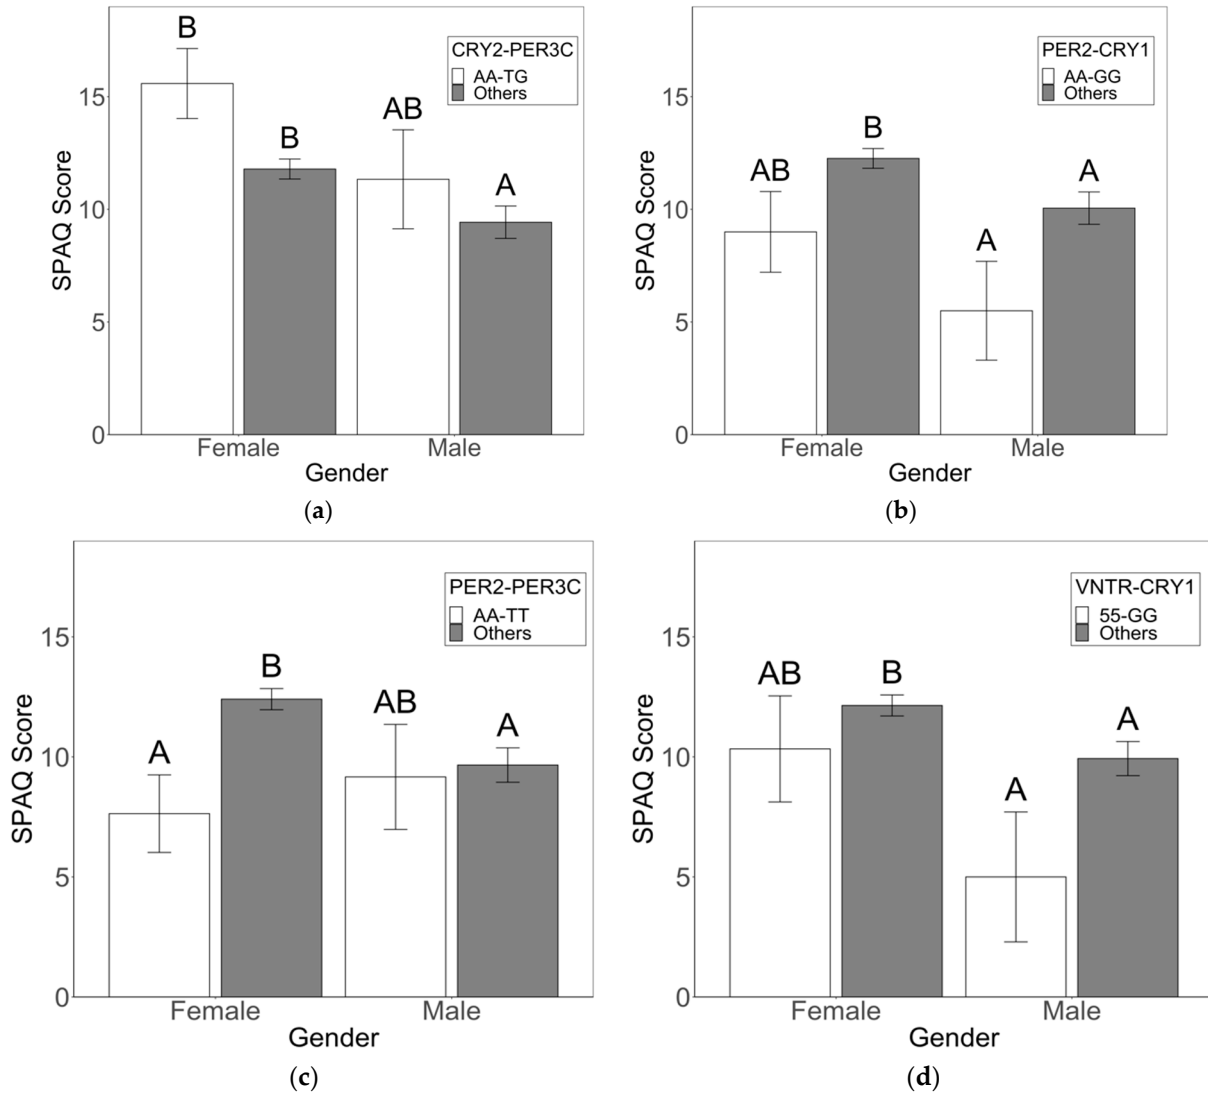 CRY2-PER3C
AA-TG
Others
B
B
AB
A
15
10
5
0
SPAQ Score
Female
Male
Gender
(a)
PER2-CRY1
AA-GG
Others
AB
B
A
A
15
10
5
0
SPAQ Score
Female
Male
Gender
(b)
PER2-PER3C
AA-TT
Others
A
B
AB
A
15
10
5
0
SPAQ Score
Female
Male
Gender
(c)
VNTR-CRY1
55-GG
Others
AB
B
A
A
15
10
5
0
SPAQ Score
Female
Male
Gender
(d)